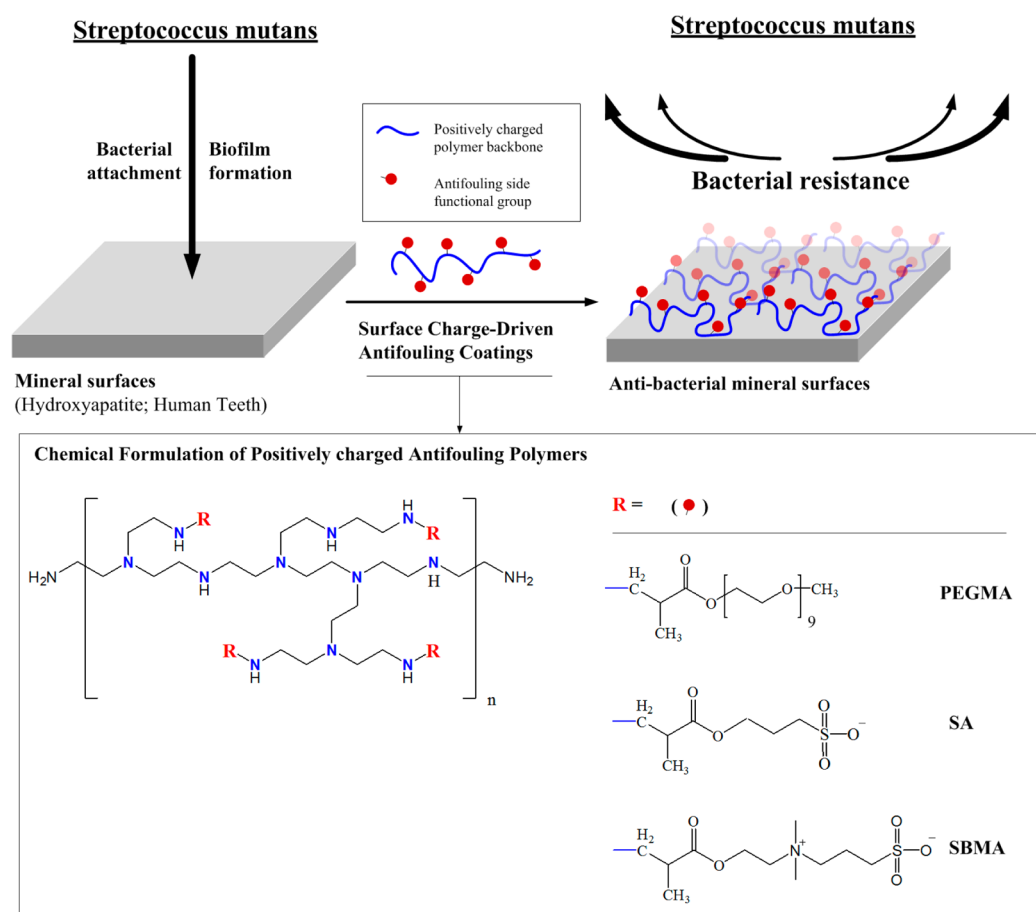 Streptococcus mutans
Streptococcus mutans
Bacterial
attachment
Biofilm
formation
Positively charged
polymer backbone
Antifouling side
functional group
Bacterial resistance
Surface Charge-Driven
Antifouling Coatings
Mineral surfaces
(Hydroxyapatite; Human Teeth)
Anti-bacterial mineral surfaces
Chemical Formulation of Positively charged Antifouling Polymers
R = ( )
H
N
H
R
N
H
N
H
N
R
H2N
N
N
H
N
N
N
H
NH2
R
N
H
N
N
H
R
n
H2
C
CH3
O
O
O
CH3
9
PEGMA
H2
C
CH3
O
O
O
S
O
O−
SA
H2
C
CH3
O
O
N+
O
S
O
O−
SBMA